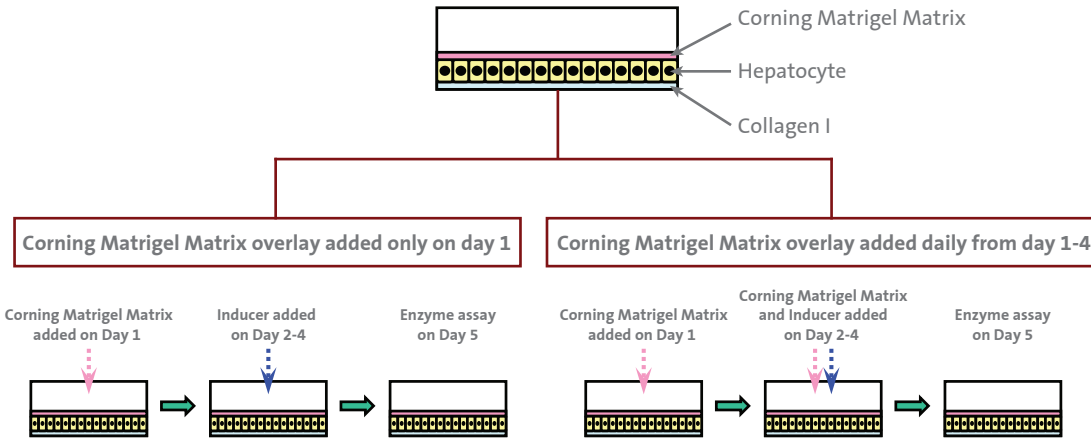 Corning Matrigel Matrix
Hepatocyte
Collagen I
Corning Matrigel Matrix overlay added only on day 1
Corning Matrigel Matrix overlay added daily from day 1-4
Corning Matrigel Matrix
added on Day 1
Inducer added
on Day 2-4
Enzyme assay
on Day 5
Corning Matrigel Matrix
added on Day 1
Corning Matrigel Matrix
and Inducer added
on Day 2-4
Enzyme assay
on Day 5